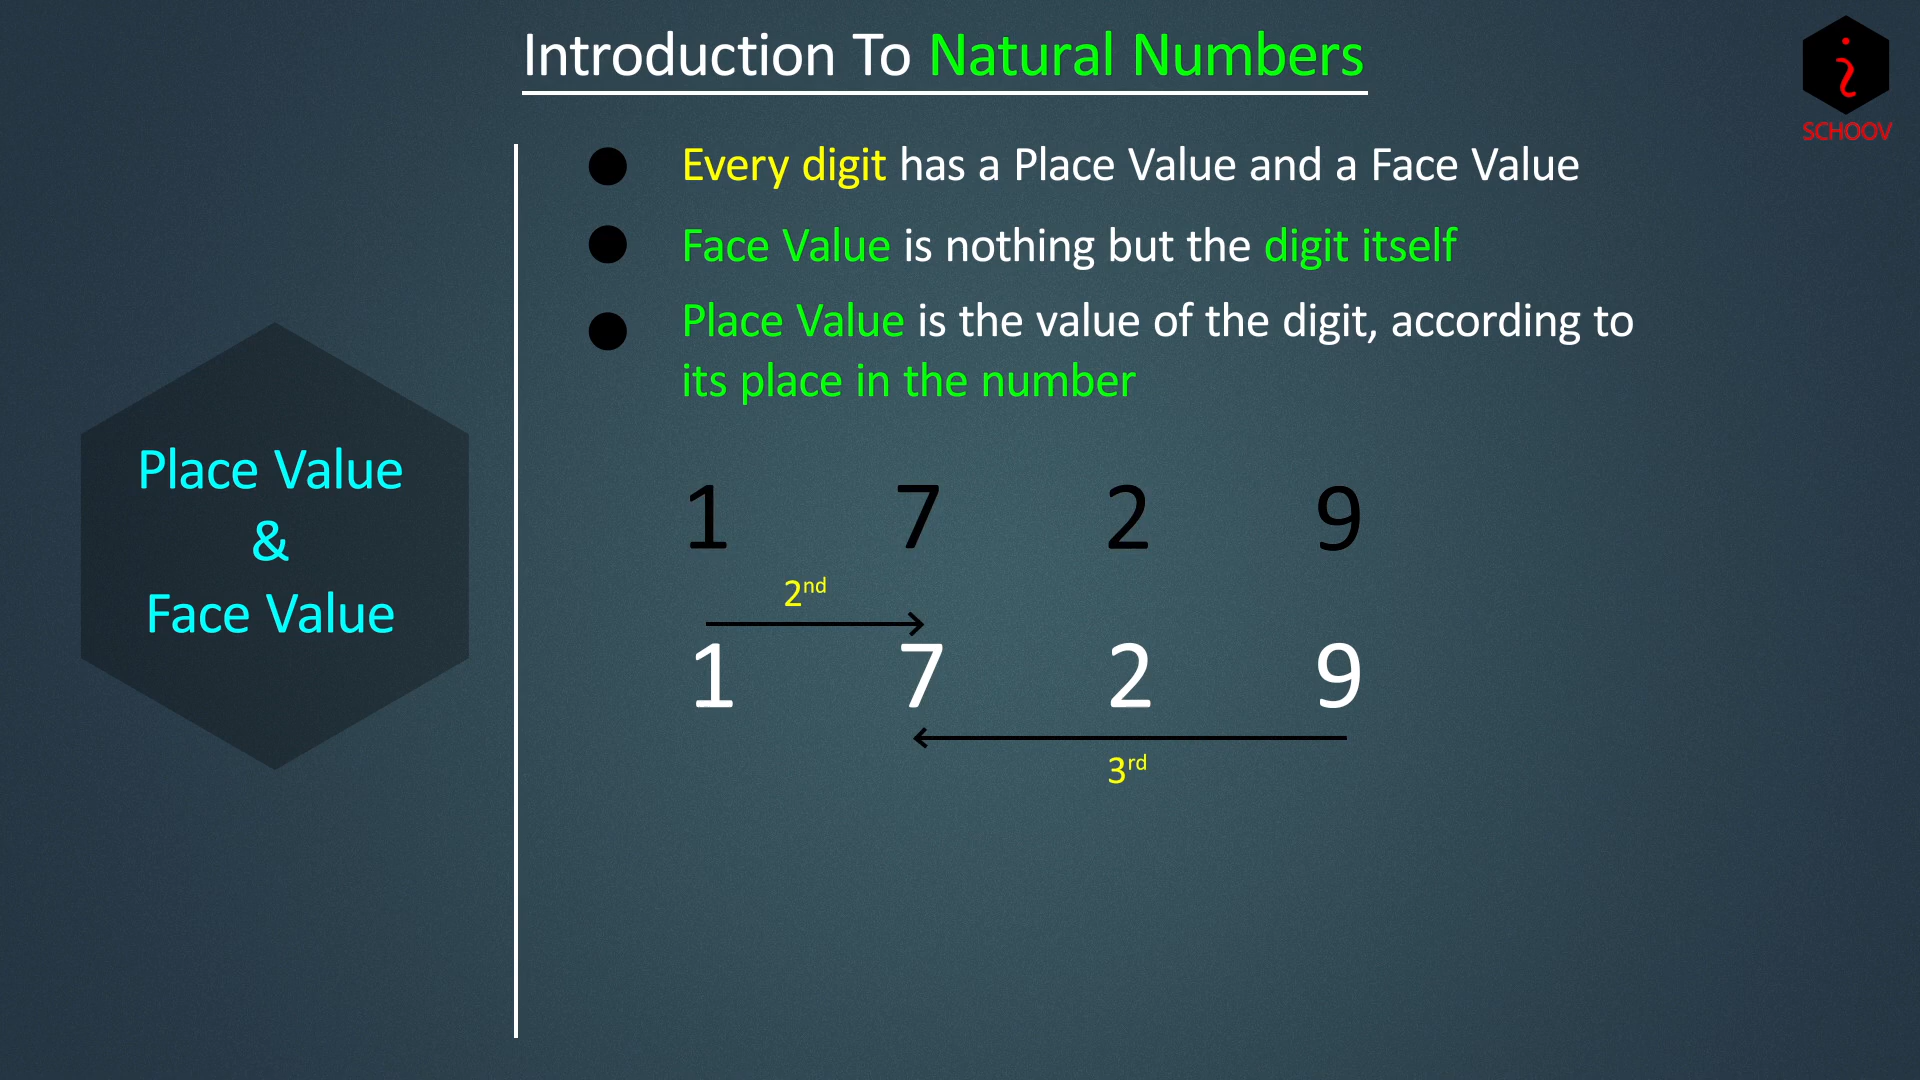 Introduction To Natural Numbers
SCHOOV
Every digit has a Place Value and a Face Value
Face Value is nothing but the digit itself
Place Value is the value of the digit, according to
its place in the number
Place Value
&
Face Value
1 7 2 9
2nd
1 7 2 9
3rd